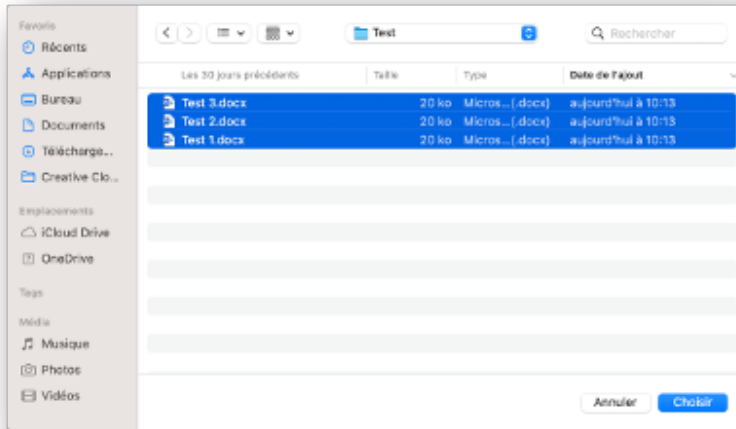 Favoris
Récents
Applications
Bureau
Documents
Télécharge...
Creative Clo...
Emplacements
iCloud Drive
OneDrive
Tags
Média
Musique
Photos
Vidéos
Test
Rechercher
Les 30 jours précédents Taille Type Date de l'ajout
Test 3.docx 20 ko Micros...(.docx) aujourd'hui à 10:13
Test 2.docx 20 ko Micros...(.docx) aujourd'hui à 10:13
Test 1.docx 20 ko Micros...(.docx) aujourd'hui à 10:13
Annuler Choisir